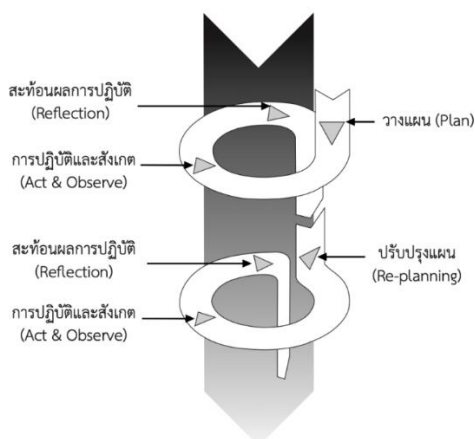 สะท้อนผลการปฏิบัติ
(Reflection)
วางแผน (Plan)
การปฏิบัติและสังเกต
(Act & Observe)
สะท้อนผลการปฏิบัติ
(Reflection)
ปรับปรุงแผน
(Re-planning)
การปฏิบัติและสังเกต
(Act & Observe)